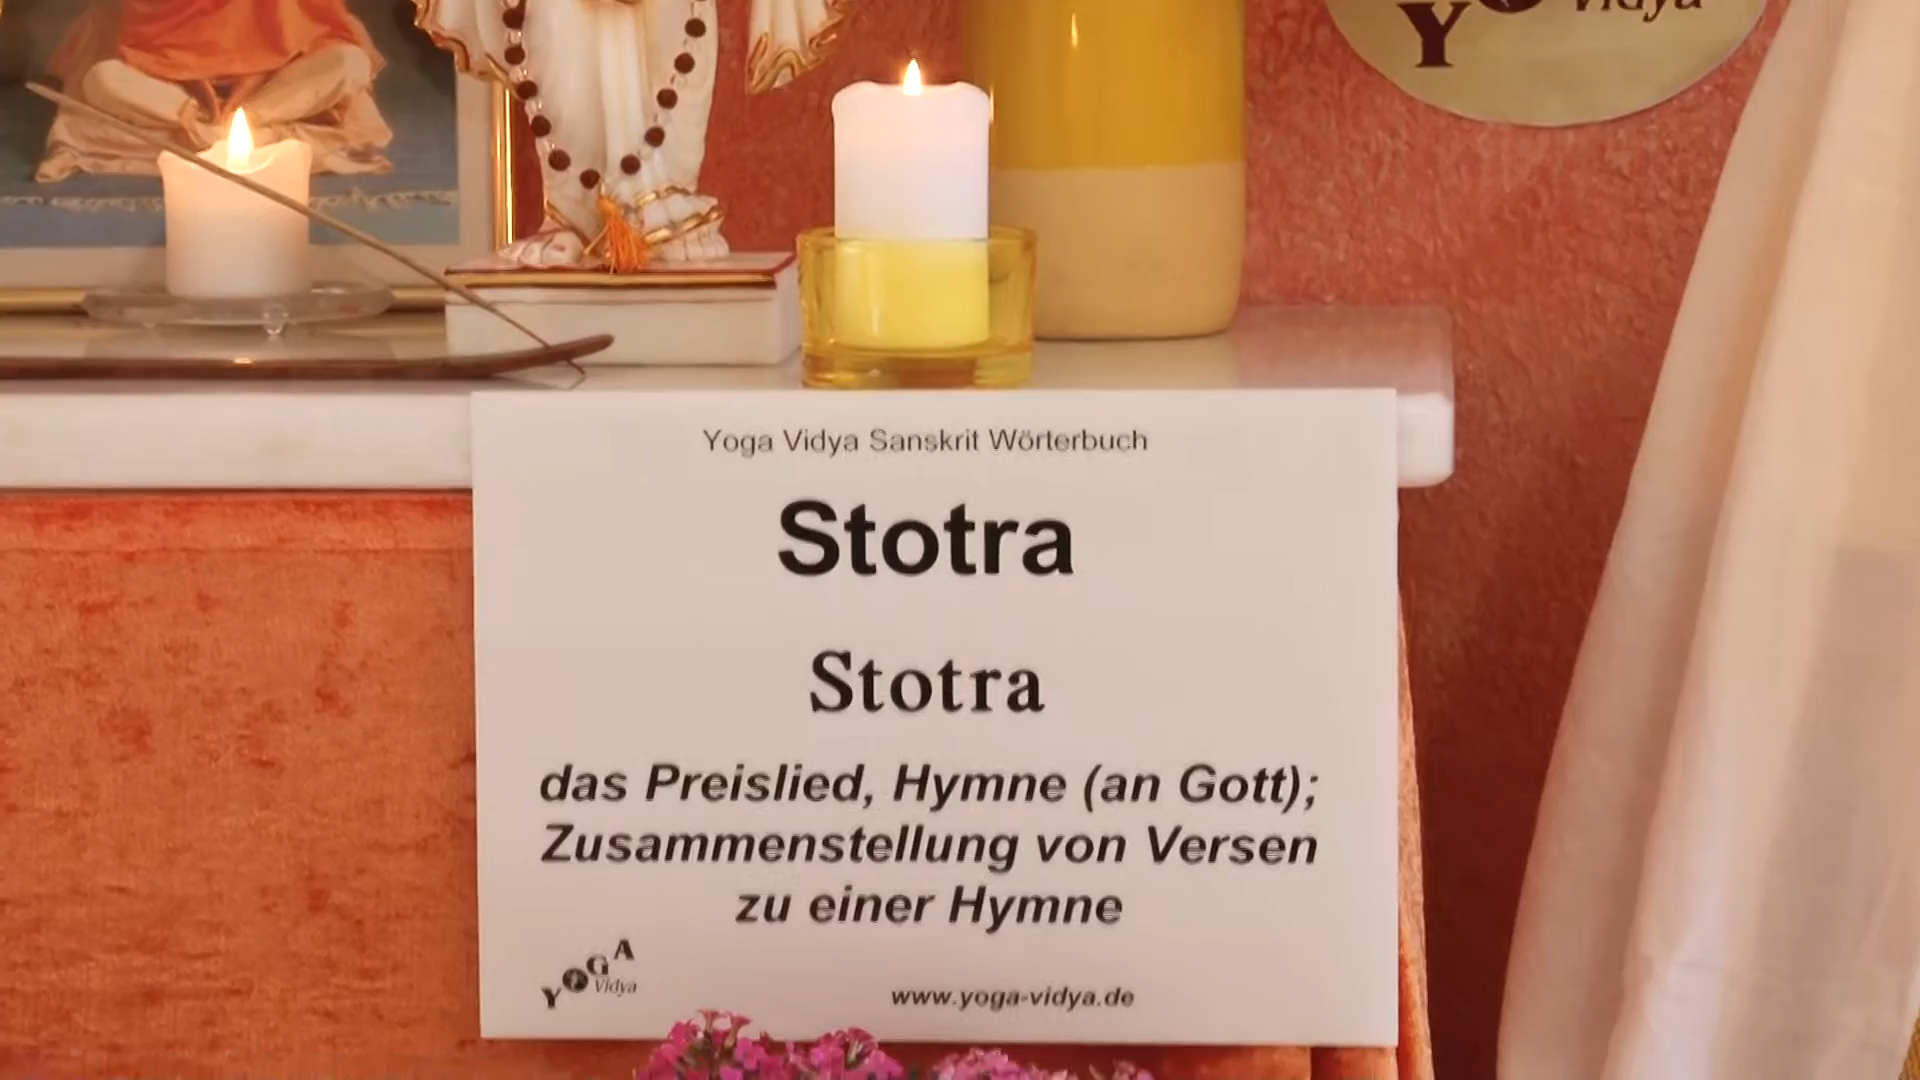 Y Vidya
Yoga Vidya Sanskrit Wörterbuch
Stotra
Stotra
das Preislied, Hymne (an Gott);
Zusammenstellung von Versen
zu einer Hymne
YOGA
Vidya
www.yoga-vidya.de